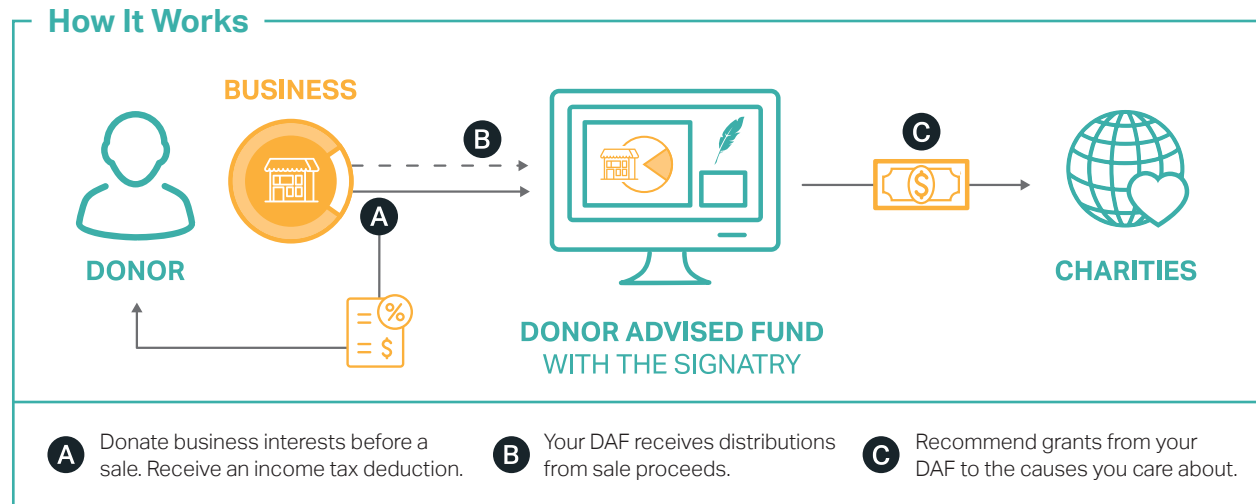 How It Works
BUSINESS
B
C
A
DONOR
CHARITIES
%
$
$
$
DONOR ADVISED FUND
WITH THE SIGNATRY
A
Donate business interests before a
sale. Receive an income tax deduction.
B
Your DAF receives distributions
from sale proceeds.
C
Recommend grants from your
DAF to the causes you care about.